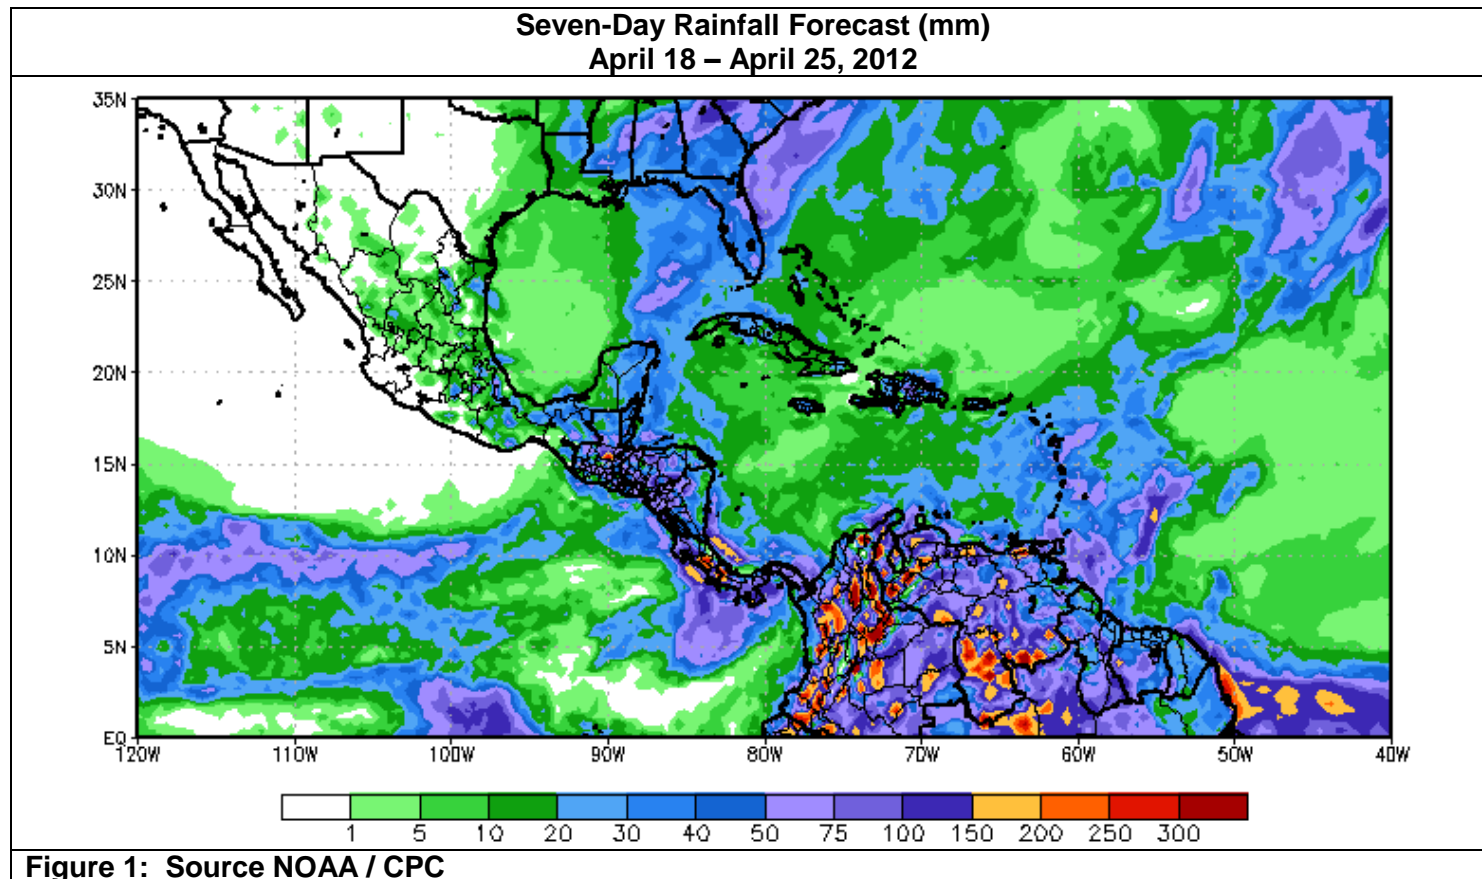 Seven-Day Rainfall Forecast (mm)
April 18 – April 25, 2012
35N
30N
25N
20N
15N
10N
5N
EQ
120W 110W 100W 90W 80W 70W 60W 50W 40W
1 5 10 20 30 40 50 75 100 150 200 250 300
Figure 1: Source NOAA / CPC